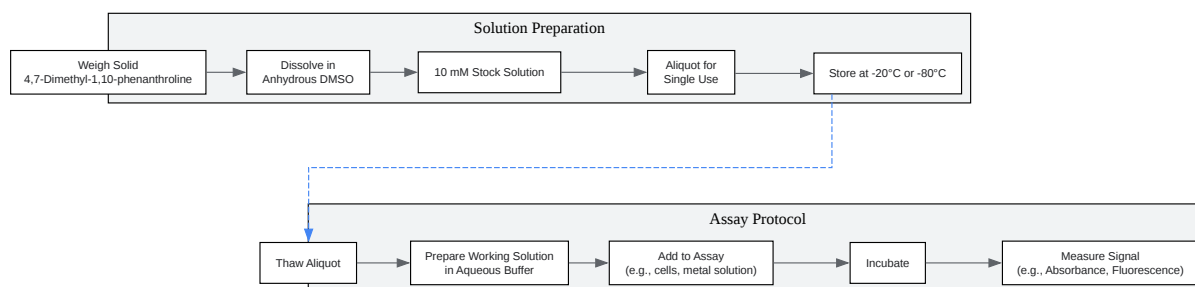 Solution Preparation
Weigh Solid
4,7-Dimethyl-1,10-phenanthroline
Dissolve in
Anhydrous DMSO
10 mM Stock Solution
Aliquot for
Single Use
Store at -20°C or -80°C
Assay Protocol
Thaw Aliquot
Prepare Working Solution
in Aqueous Buffer
Add to Assay
(e.g., cells, metal solution)
Incubate
Measure Signal
(e.g., Absorbance, Fluorescence)